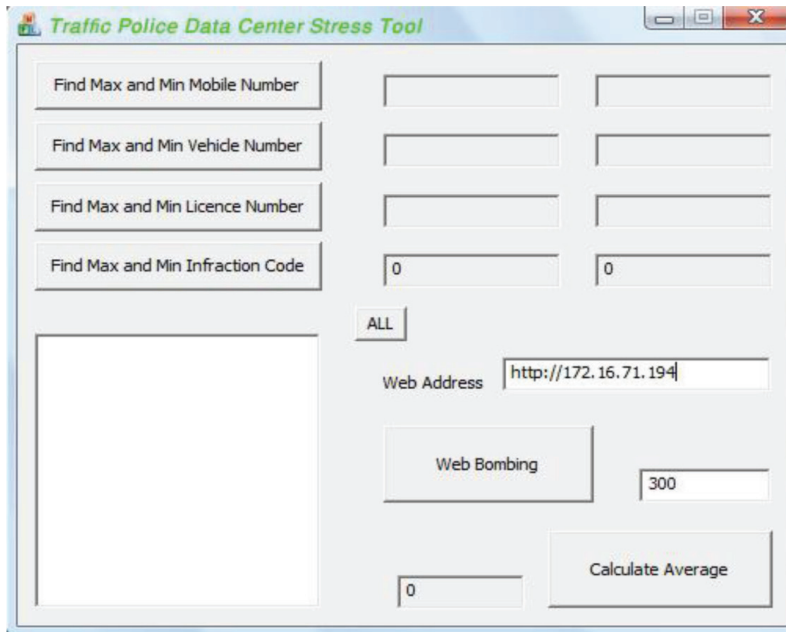 Traffic Police Data Center Stress Tool
Find Max and Min Mobile Number
Find Max and Min Vehicle Number
Find Max and Min Licence Number
Find Max and Min Infraction Code
0
0
ALL
Web Address
http://172.16.71.194
Web Bombing
300
Calculate Average
0